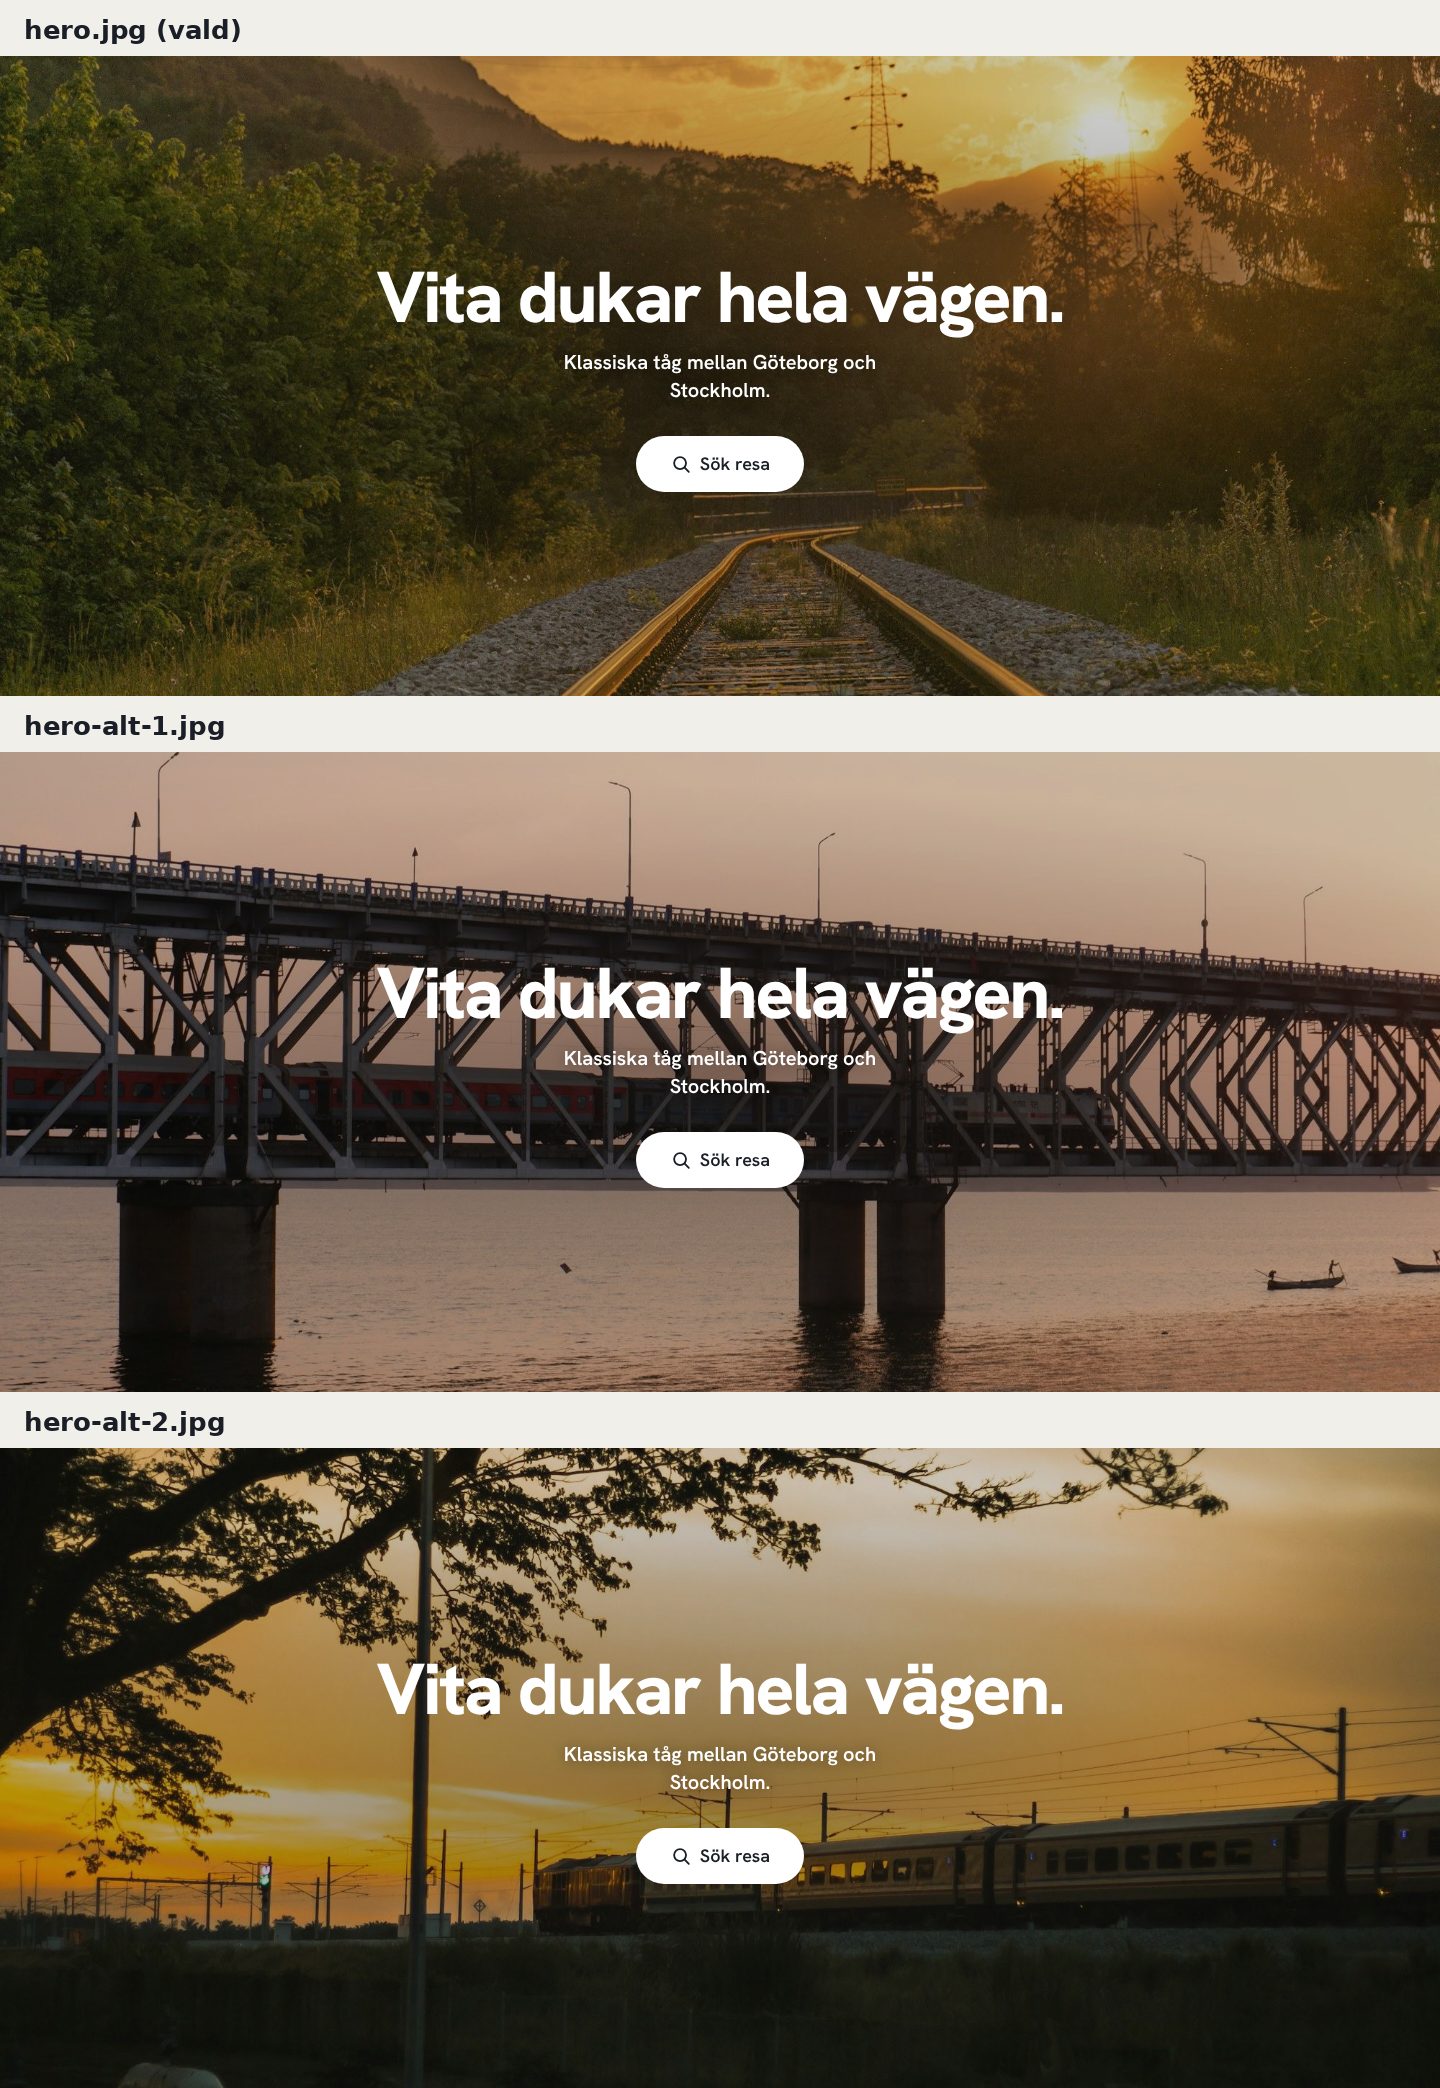 hero.jpg (vald)
Vita dukar hela vägen.
Klassiska tåg mellan Göteborg och
Stockholm.
Sök resa
hero-alt-1.jpg
Vita dukar hela vägen.
Klassiska tåg mellan Göteborg och
Stockholm.
Sök resa
hero-alt-2.jpg
Vita dukar hela vägen.
Klassiska tåg mellan Göteborg och
Stockholm.
Sök resa